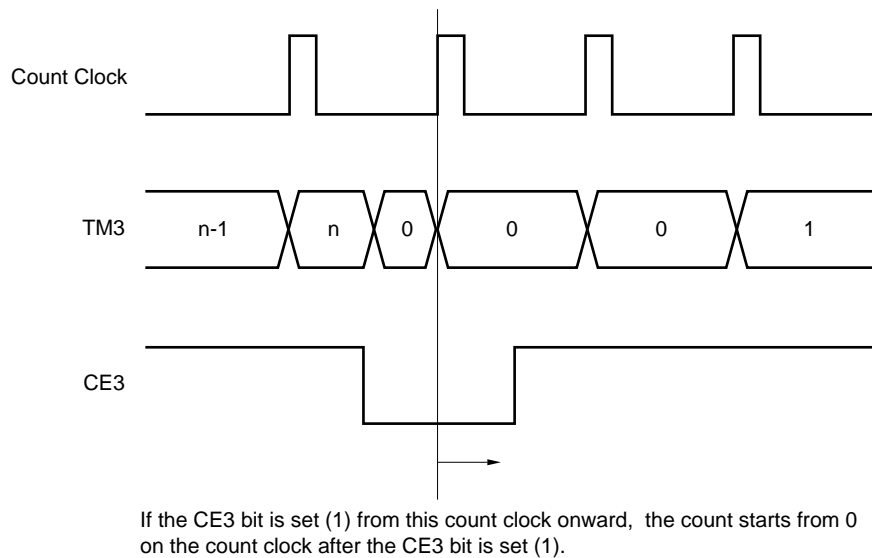 Count Clock
TM3
n-1
n
0
0
0
1
CE3
If the CE3 bit is set (1) from this count clock onward, the count starts from 0
on the count clock after the CE3 bit is set (1).